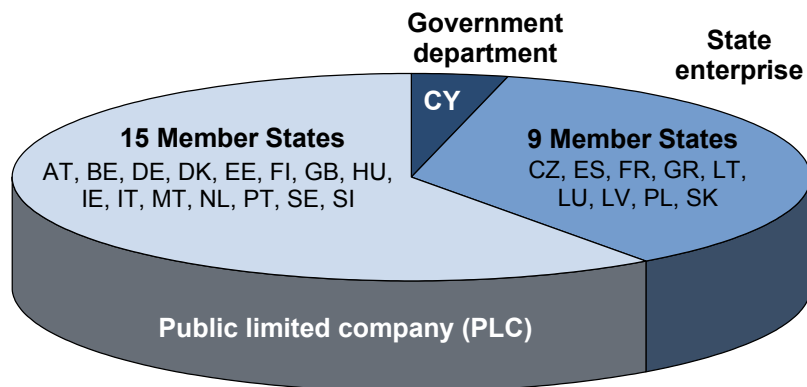 Government
department
State
enterprise
CY
15 Member States
AT, BE, DE, DK, EE, FI, GB, HU,
IE, IT, MT, NL, PT, SE, SI
9 Member States
CZ, ES, FR, GR, LT,
LU, LV, PL, SK
Public limited company (PLC)